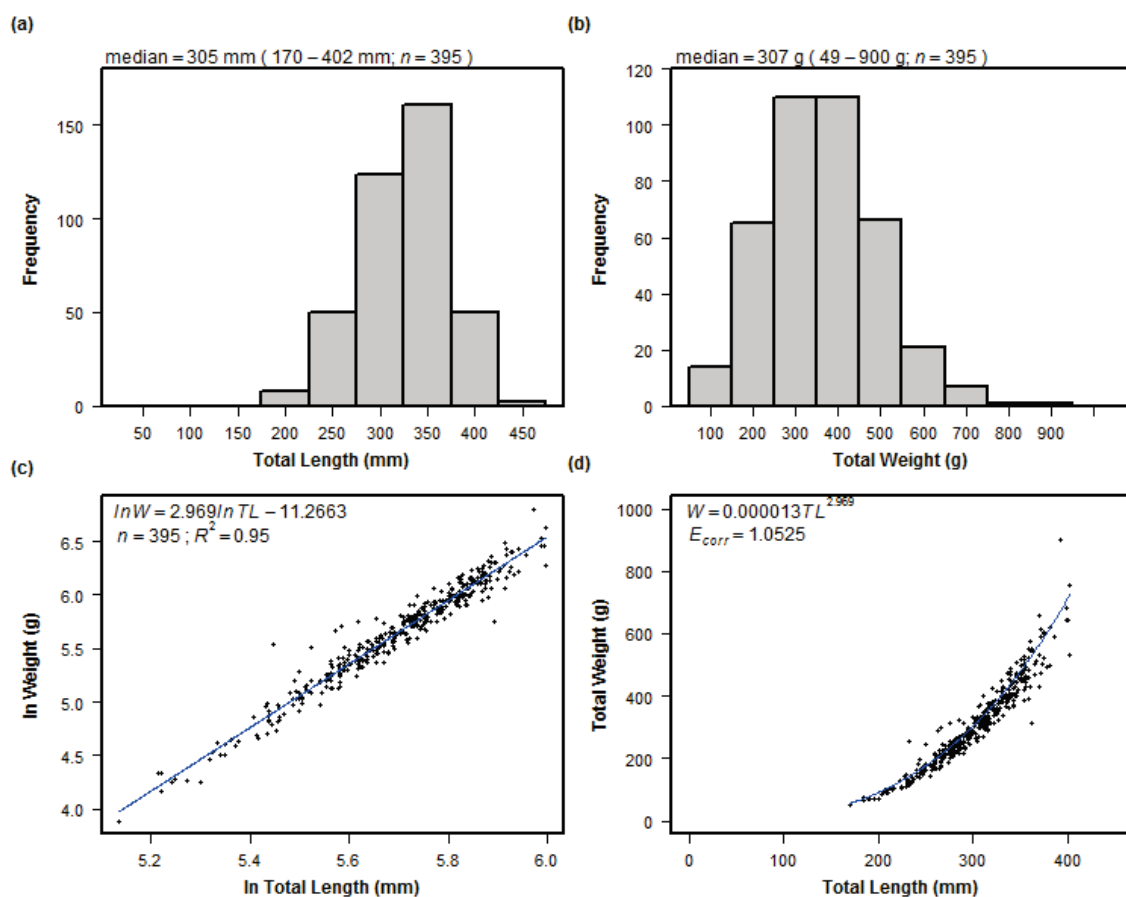 (a)
median = 305 mm ( 170 – 402 mm; n = 395 )
150
100
50
0
Frequency
50 100 150 200 250 300 350 400 450
Total Length (mm)
(b)
median = 307 g ( 49 – 900 g; n = 395 )
120
100
80
60
40
20
0
Frequency
100 200 300 400 500 600 700 800 900
Total Weight (g)
(c)
lnW = 2.969lnTL – 11.2663
n = 395 ; R² = 0.95
6.5
6.0
5.5
5.0
4.5
4.0
ln Weight (g)
5.2 5.4 5.6 5.8 6.0
ln Total Length (mm)
(d)
W = 0.000013TL^2.969
E_corr = 1.0525
1000
800
600
400
200
0
Total Weight (g)
0 100 200 300 400
Total Length (mm)